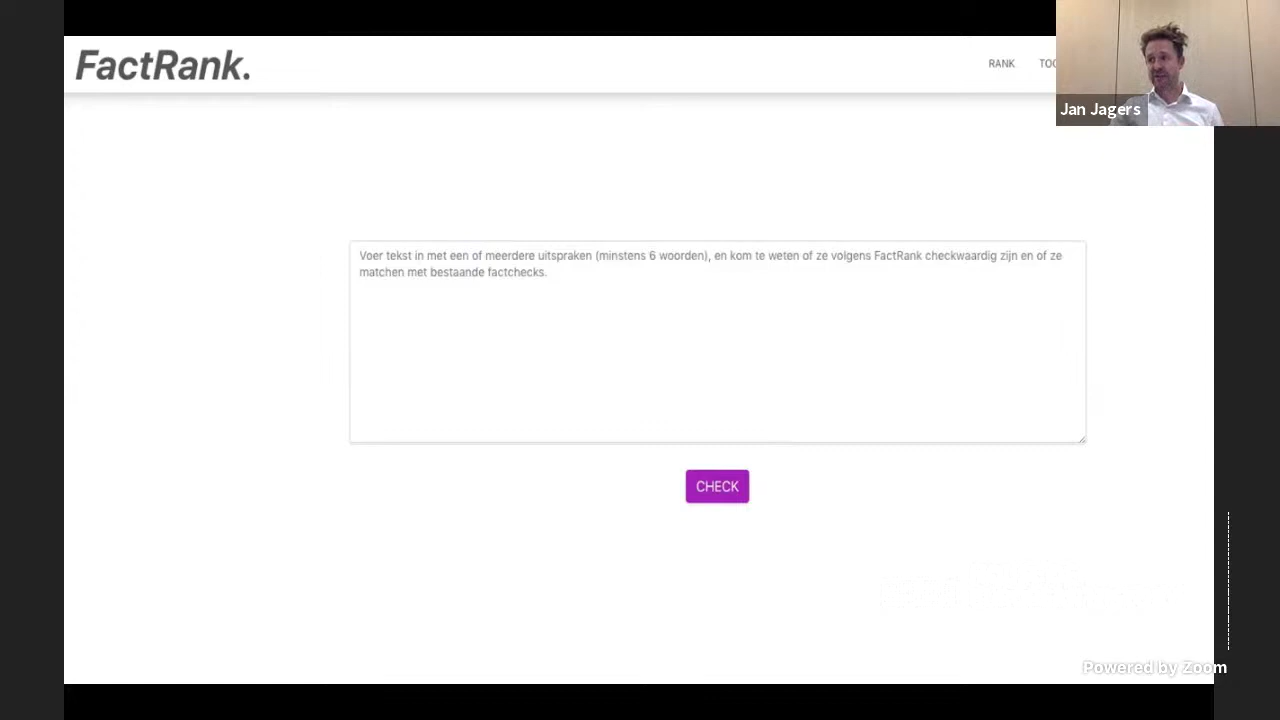 FactRank.
RANK
Jan Jagers
Voer tekst in met een of meerdere uitspraken (minstens 6 woorden), en kom te weten of ze volgens FactRank checkwaardig zijn en of ze
matchen met bestaande factchecks.
CHECK
Powered by Zoom